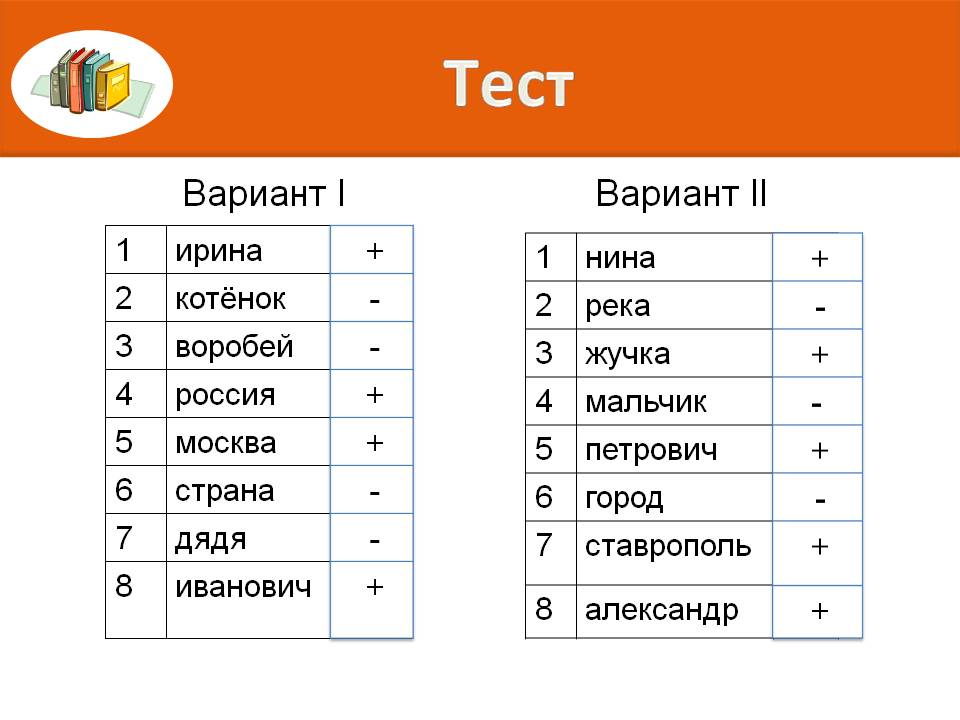 Тест
Вариант I
1 ирина +
2 котёнок -
3 воробей -
4 россия +
5 москва +
6 страна -
7 дядя -
8 иванович +
Вариант II
1 нина +
2 река -
3 жучка +
4 мальчик -
5 петрович +
6 город -
7 ставрополь +
8 александр +